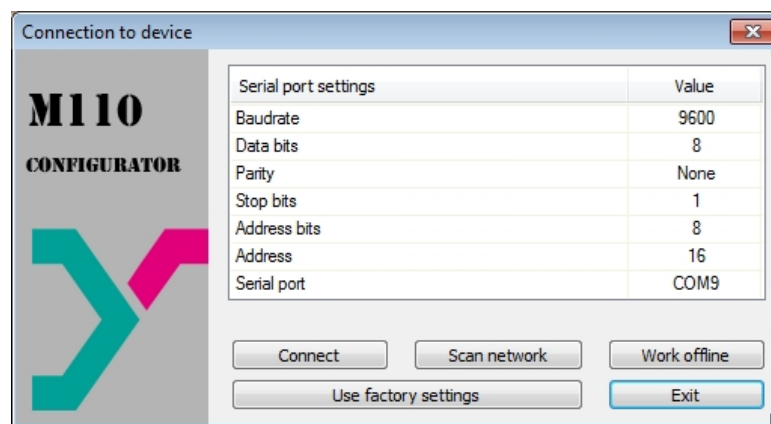 Connection to device
M110
CONFIGURATOR
Serial port settings Value
Baudrate 9600
Data bits 8
Parity None
Stop bits 1
Address bits 8
Address 16
Serial port COM9
Connect Scan network Work offline
Use factory settings Exit